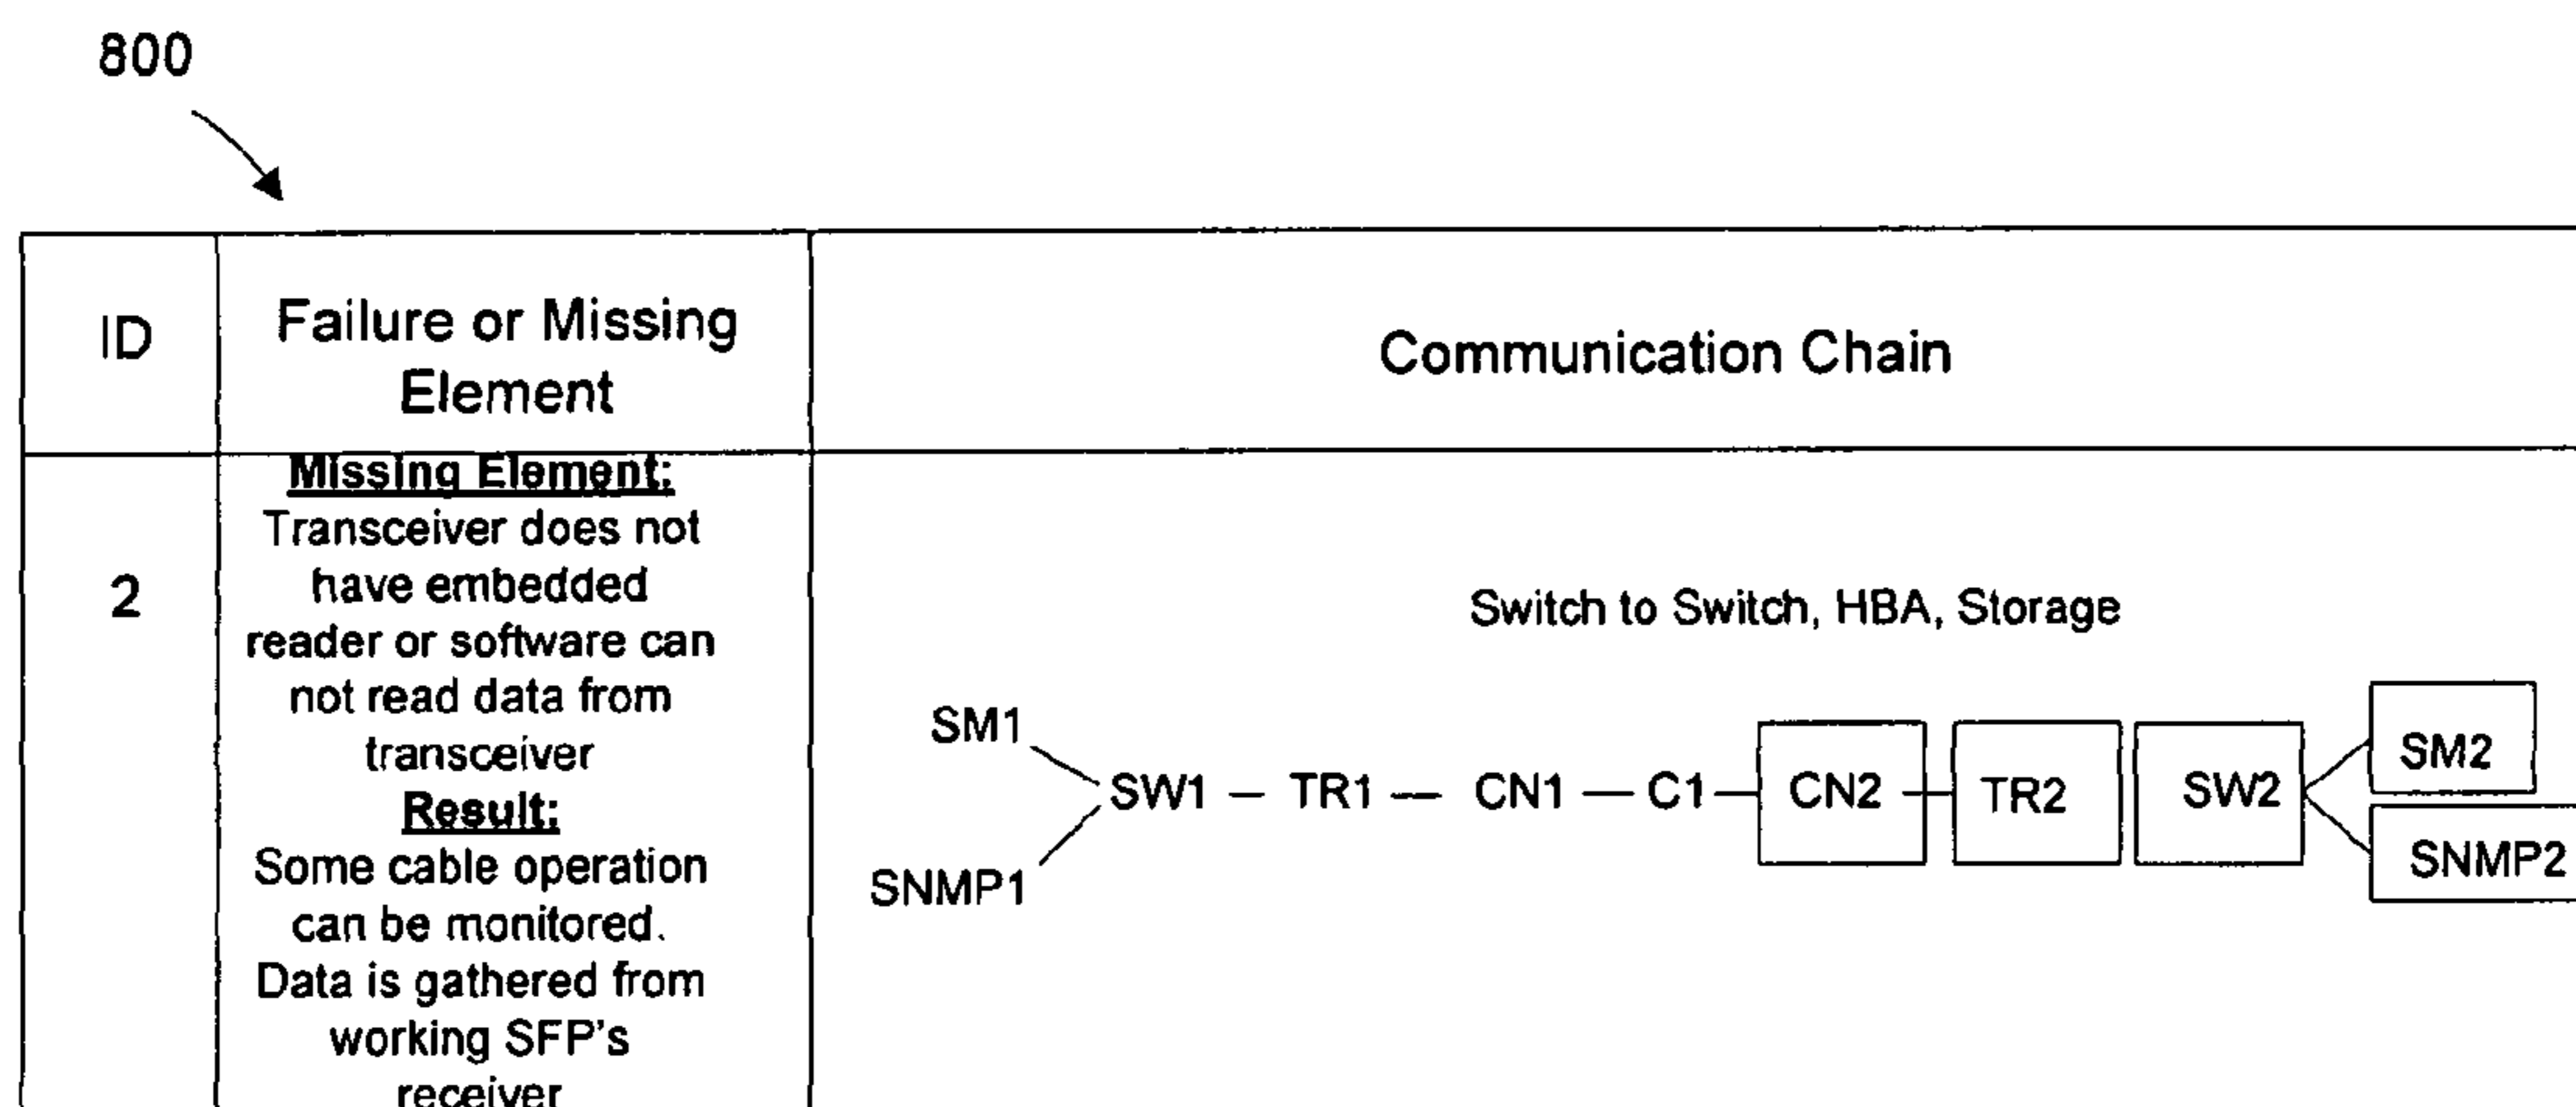 800
ID
Failure or Missing
Element
Communication Chain
2
Missing Element:
Transceiver does not
have embedded
reader or software can
not read data from
transceiver
Result:
Some cable operation
can be monitored.
Data is gathered from
working SFP's
receiver
Switch to Switch, HBA, Storage
SM1
SNMP1
SW1 — TR1 — CN1 — C1 — CN2 — TR2 SW2
SM2
SNMP2